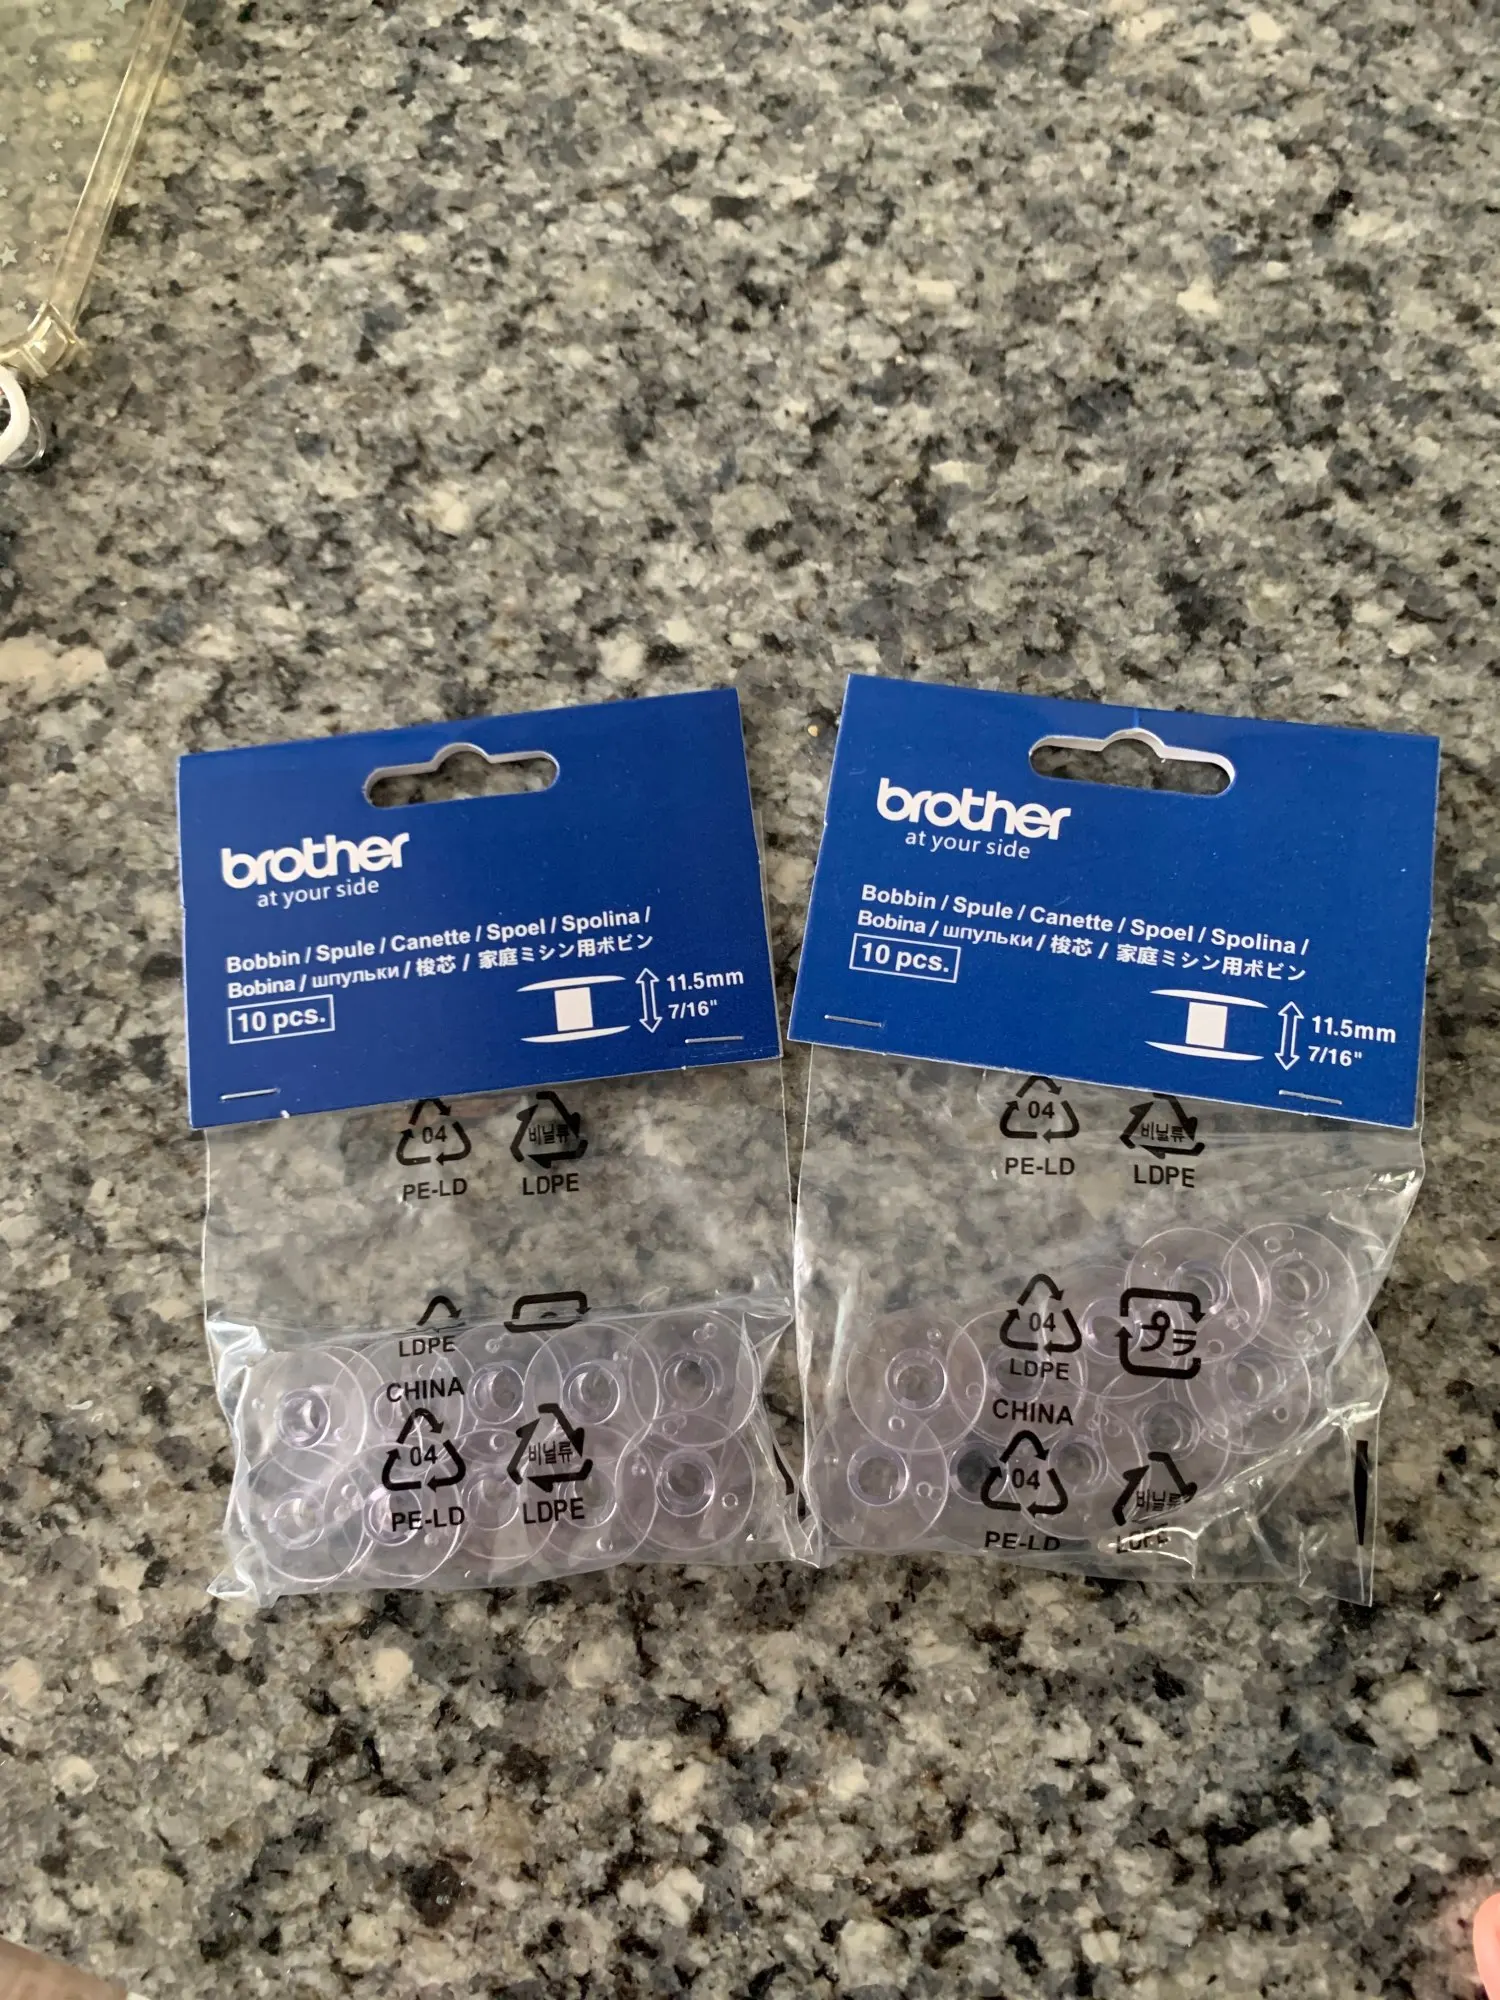 brother
at your side
Bobbin / Spule / Canette / Spoel / Spolina /
Bobina / шпульки / 梭芯 / 家庭ミシン用ボビン
10 pcs.
11.5mm
7/16"
04
PE-LD
비닐류
LDPE
LDPE
CHINA
04
PE-LD
비닐류
LDPE
brother
at your side
Bobbin / Spule / Canette / Spoel / Spolina /
Bobina / шпульки / 梭芯 / 家庭ミシン用ボビン
10 pcs.
11.5mm
7/16"
04
PE-LD
비닐류
LDPE
04
LDPE
プラ
CHINA
04
PE-LD
비닐류
LDPE